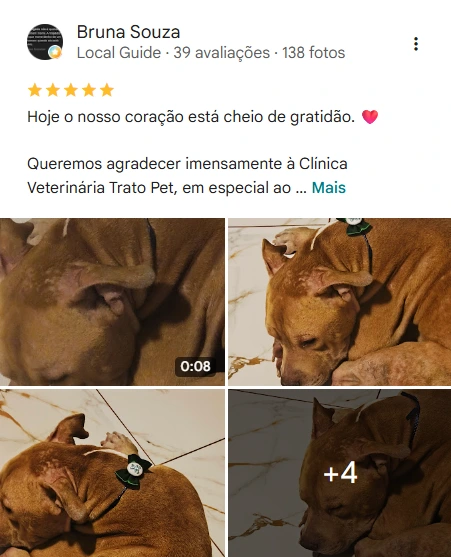 Bruna Souza
Local Guide · 39 avaliações · 138 fotos
Hoje o nosso coração está cheio de gratidão.
Queremos agradecer imensamente à Clínica
Veterinária Trato Pet, em especial ao ... Mais
0:08
+4